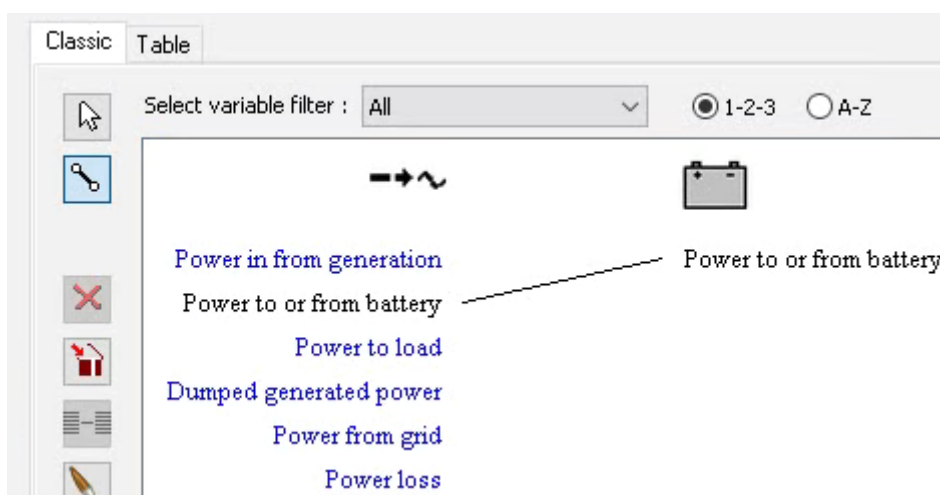 Classic Table
Select variable filter : All 1-2-3 A-Z
Power in from generation Power to or from battery
Power to or from battery
Power to load
Dumped generated power
Power from grid
Power loss